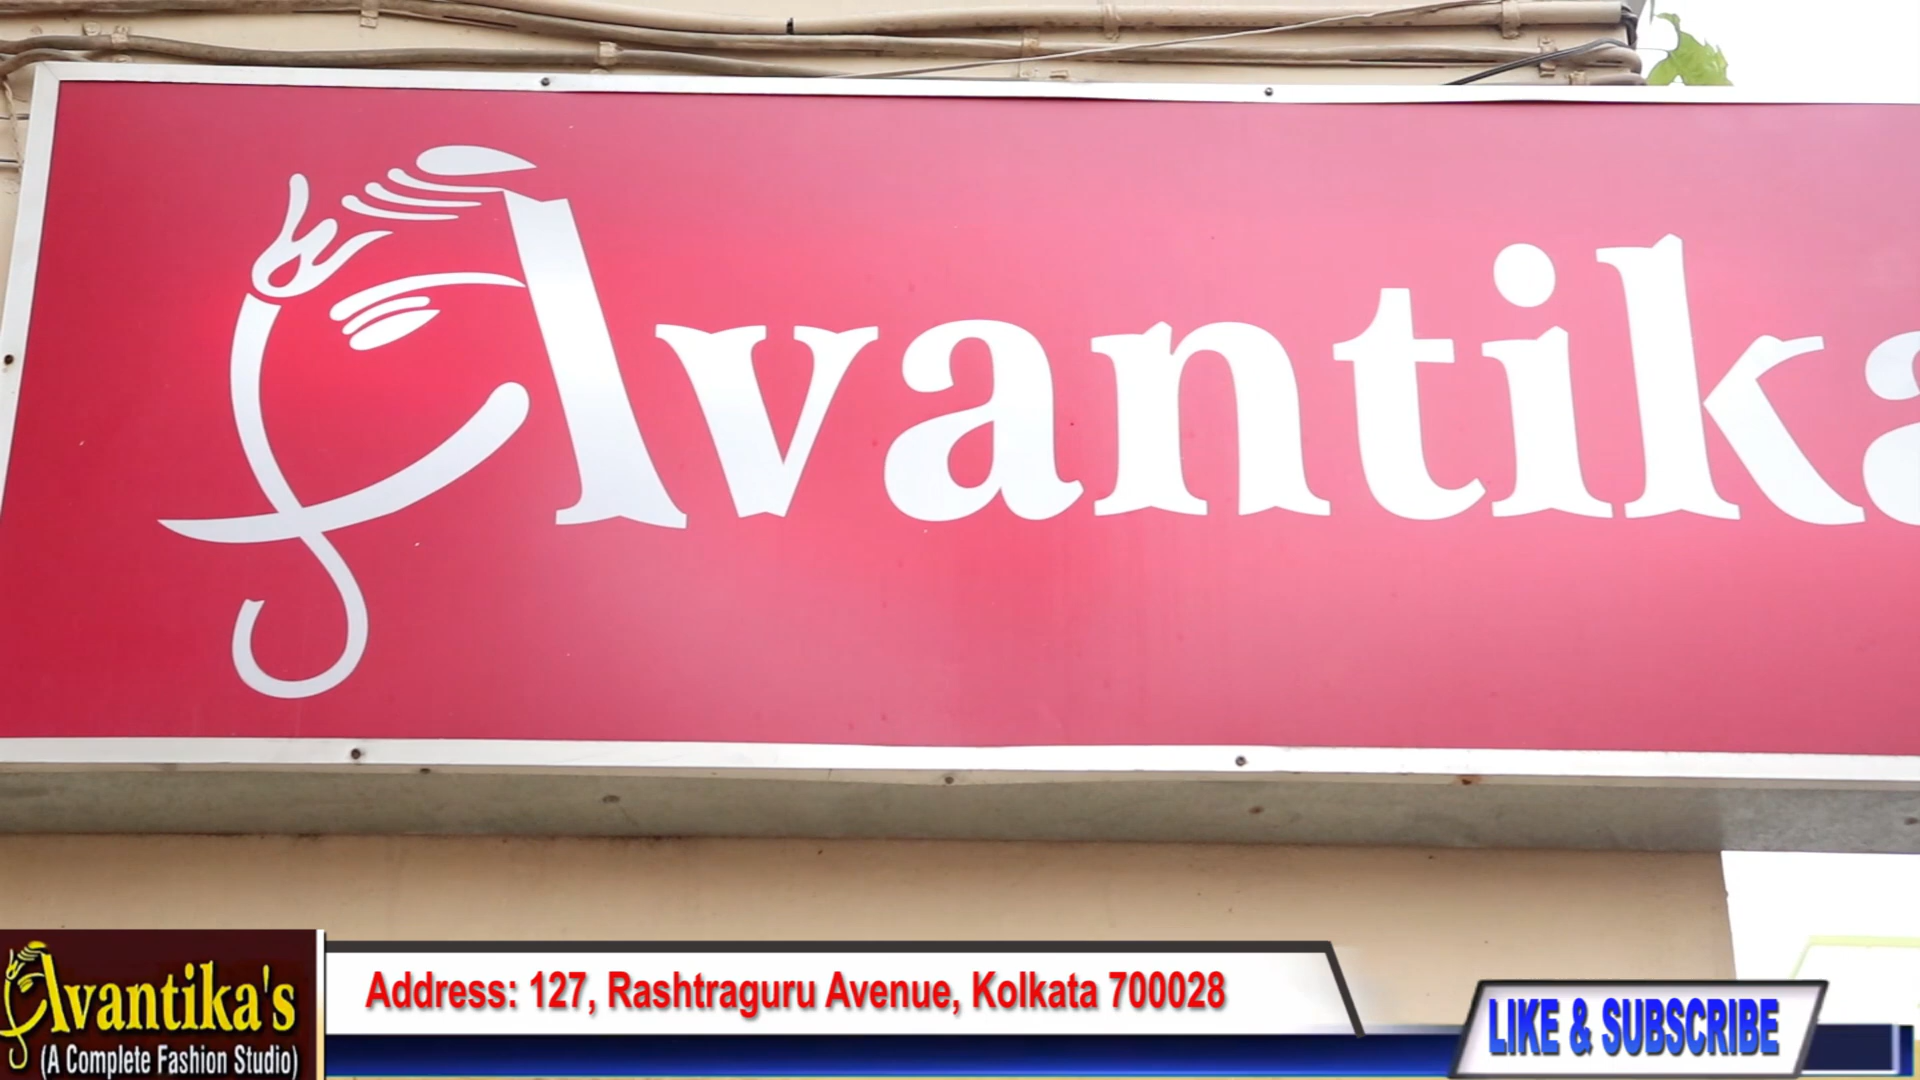 Avantika
Avantika's
(A Complete Fashion Studio)
Address: 127, Rashtraguru Avenue, Kolkata 700028
LIKE & SUBSCRIBE